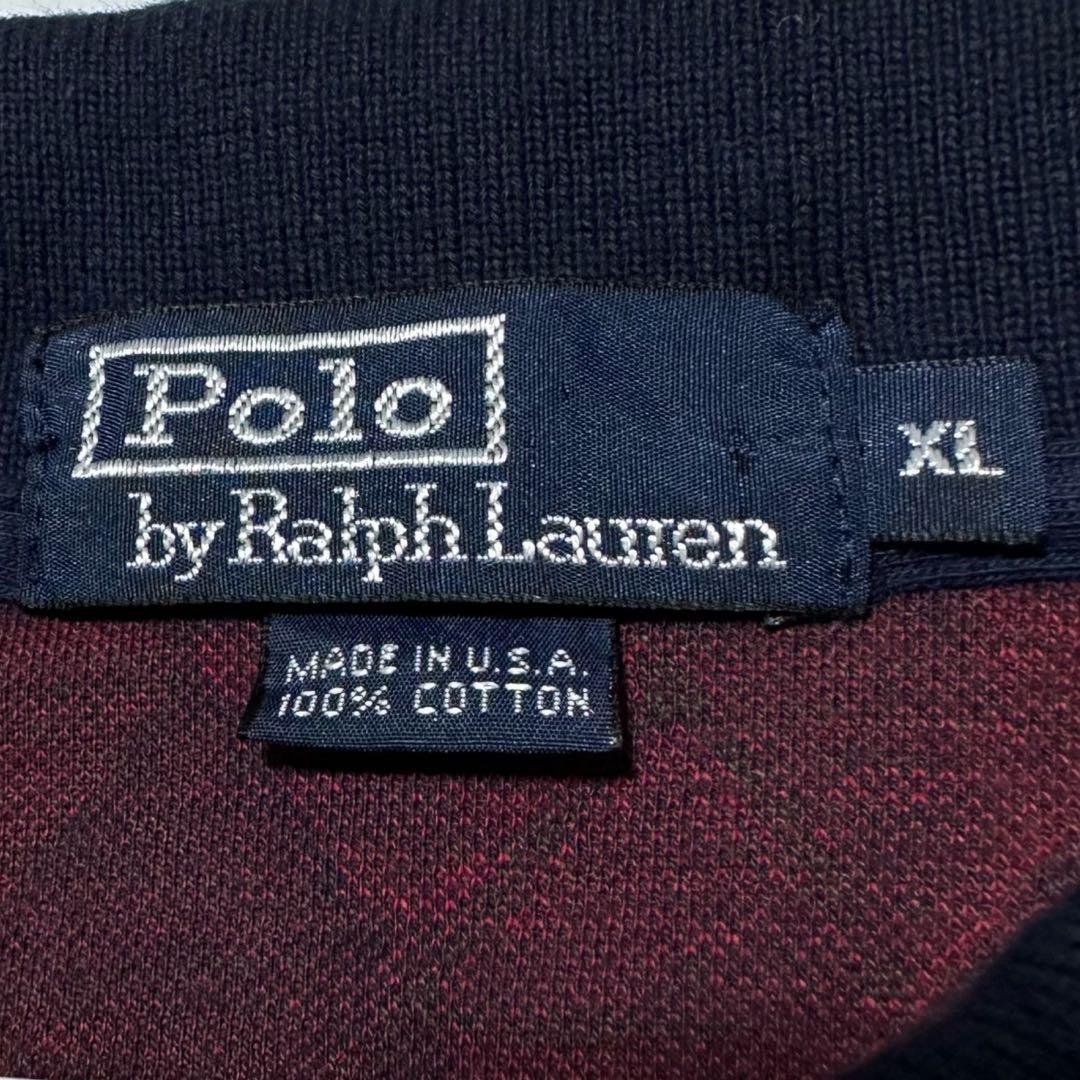 Polo
by Ralph Lauren
XL
MADE IN U.S.A.
100% COTTON